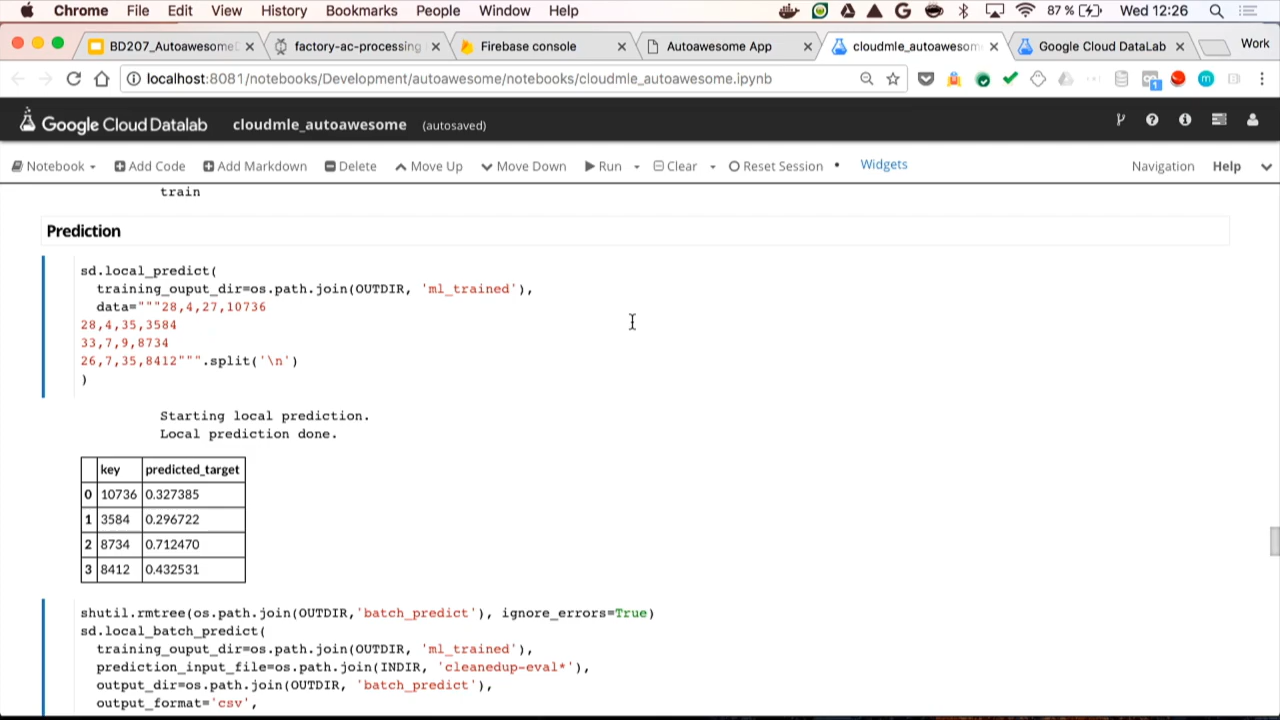 Chrome File Edit View History Bookmarks People Window Help 87 % Wed 12:26
BD207_AutoawesomeD factory-ac-processing Firebase console Autoawesome App cloudmle_autoawesom Google Cloud DataLab Work
localhost:8081/notebooks/Development/autoawesome/notebooks/cloudmle_autoawesome.ipynb
Google Cloud Datalab cloudmle_autoawesome (autosaved)
Notebook Add Code Add Markdown Delete Move Up Move Down Run Clear Reset Session Widgets Navigation Help
train
Prediction
sd.local_predict(
training_ouput_dir=os.path.join(OUTDIR, 'ml_trained'),
data="""28,4,27,10736
28,4,35,3584
33,7,9,8734
26,7,35,8412""".split('\n')
)
Starting local prediction.
Local prediction done.
key predicted_target
0 10736 0.327385
1 3584 0.296722
2 8734 0.712470
3 8412 0.432531
shutil.rmtree(os.path.join(OUTDIR,'batch_predict'), ignore_errors=True)
sd.local_batch_predict(
training_ouput_dir=os.path.join(OUTDIR, 'ml_trained'),
prediction_input_file=os.path.join(INDIR, 'cleanedup-eval*'),
output_dir=os.path.join(OUTDIR, 'batch_predict'),
output_format='csv',